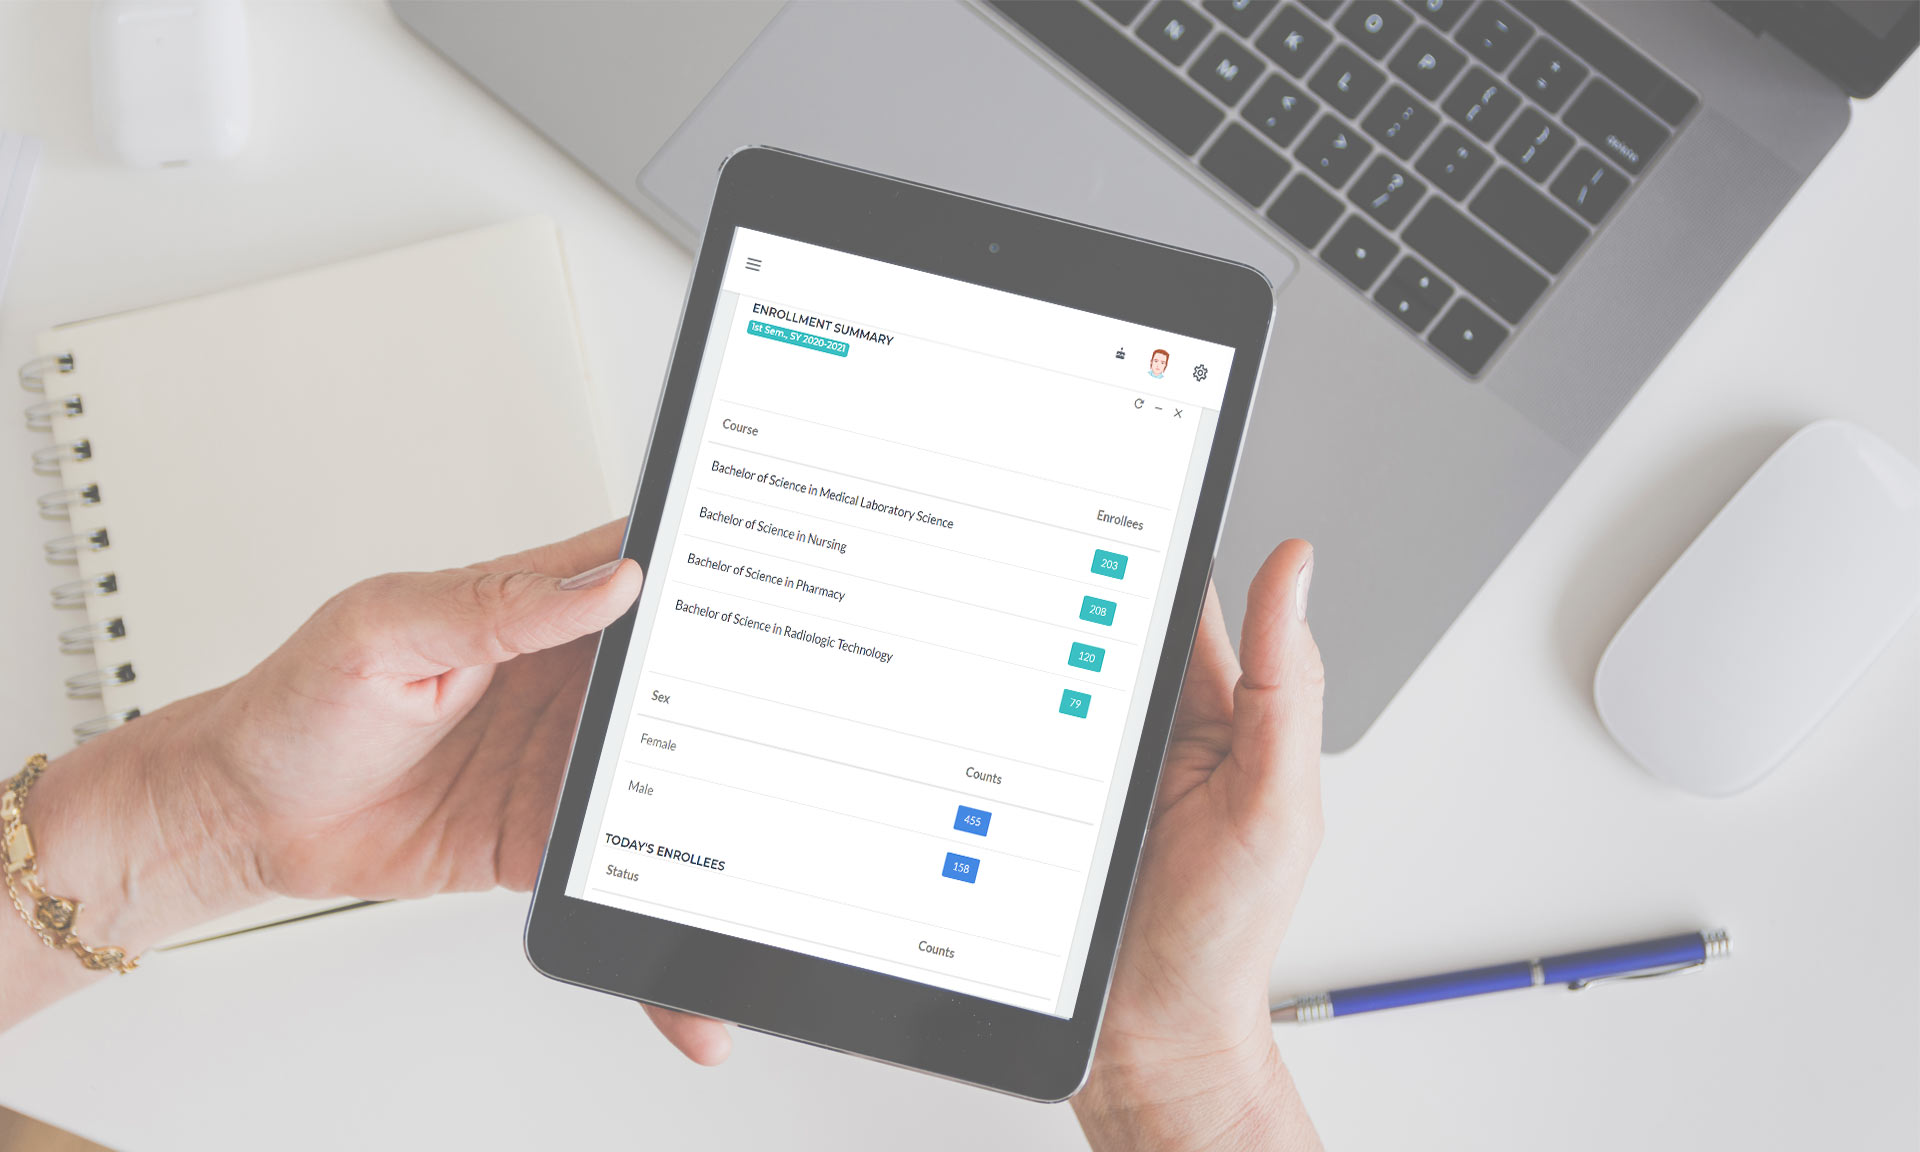 ENROLLMENT SUMMARY
1st Sem., SY 2020-2021
Course Enrollees
Bachelor of Science in Medical Laboratory Science 203
Bachelor of Science in Nursing 208
Bachelor of Science in Pharmacy 120
Bachelor of Science in Radiologic Technology 79
Sex Counts
Female 455
Male 158
TODAY'S ENROLLEES
Status Counts
N K O P
M L
delete